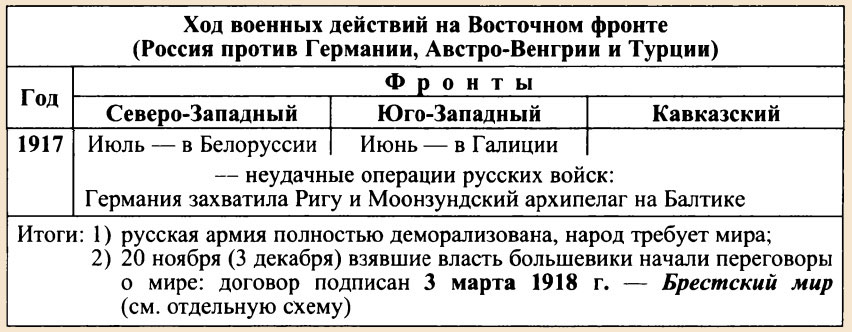 Ход военных действий на Восточном фронте
(Россия против Германии, Австро-Венгрии и Турции)
Год
Фронты
Северо-Западный
Юго-Западный
Кавказский
1917
Июль — в Белоруссии
Июнь — в Галиции
-– неудачные операции русских войск:
Германия захватила Ригу и Моонзундский архипелаг на Балтике
Итоги: 1) русская армия полностью деморализована, народ требует мира;
2) 20 ноября (3 декабря) взявшие власть большевики начали переговоры
о мире: договор подписан 3 марта 1918 г. — Брестский мир
(см. отдельную схему)